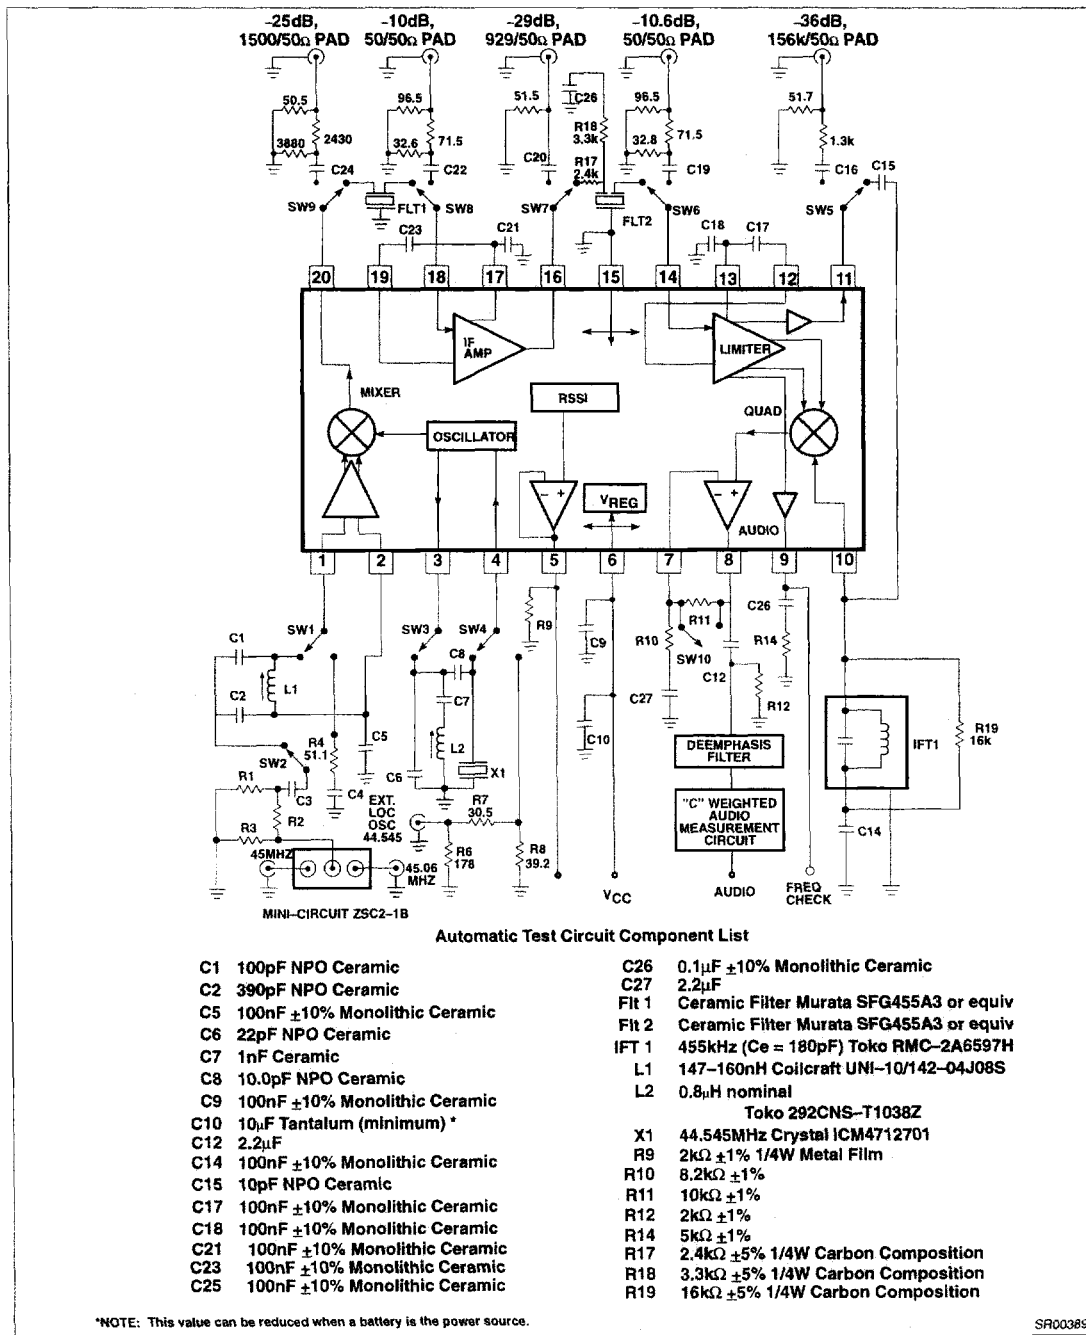 –25dB, –10dB, –29dB, –10.6dB, –36dB,
1500/50Ω PAD 50/50Ω PAD 929/50Ω PAD 50/50Ω PAD 156k/50Ω PAD
50.5 96.5 51.5 C26 96.5 51.7
R18
3.3k
3880 2430 32.6 71.5 32.8 71.5 1.3k
C24 C22 C20 R17
2.4k C19 C16 C15
SW9 FLT1 SW8 SW7 FLT2 SW6 SW5
C23 C21 C18 C17
20 19 18 17 16 15 14 13 12 11
IF
AMP
LIMITER
MIXER
RSSI
QUAD
OSCILLATOR
– + VREG – +
AUDIO
1 2 3 4 5 6 7 8 9 10
SW1 SW3 SW4 R9 C9 R10 R11 C26
C1 C8 SW10 R14
L1 C7 C27 C12
C2 R12
C5 C10 R19
16k
R4
51.1 L2 DEEMPHASIS
FILTER IFT1
SW2 C6 X1
R1 C3 C4 EXT.
LOC
OSC
44.545 R7
30.5 "C" WEIGHTED
AUDIO
MEASUREMENT
CIRCUIT
R2 C14
R3 R6
178 R8
39.2
45MHZ 45.06
MHZ
VCC AUDIO FREQ
CHECK
MINI–CIRCUIT ZSC2–1B
Automatic Test Circuit Component List
C1 100pF NPO Ceramic
C2 390pF NPO Ceramic
C5 100nF ±10% Monolithic Ceramic
C6 22pF NPO Ceramic
C7 1nF Ceramic
C8 10.0pF NPO Ceramic
C9 100nF ±10% Monolithic Ceramic
C10 10µF Tantalum (minimum) *
C12 2.2µF
C14 100nF ±10% Monolithic Ceramic
C15 10pF NPO Ceramic
C17 100nF ±10% Monolithic Ceramic
C18 100nF ±10% Monolithic Ceramic
C21 100nF ±10% Monolithic Ceramic
C23 100nF ±10% Monolithic Ceramic
C25 100nF ±10% Monolithic Ceramic
C26 0.1µF ±10% Monolithic Ceramic
C27 2.2µF
Flt 1 Ceramic Filter Murata SFG455A3 or equiv
Flt 2 Ceramic Filter Murata SFG455A3 or equiv
IFT 1 455kHz (Ce = 180pF) Toko RMC–2A6597H
L1 147–160nH Coilcraft UNI–10/142–04J08S
L2 0.8µH nominal
Toko 292CNS–T1038Z
X1 44.545MHz Crystal ICM4712701
R9 2kΩ ±1% 1/4W Metal Film
R10 8.2kΩ ±1%
R11 10kΩ ±1%
R12 2kΩ ±1%
R14 5kΩ ±1%
R17 2.4kΩ ±5% 1/4W Carbon Composition
R18 3.3kΩ ±5% 1/4W Carbon Composition
R19 16kΩ ±5% 1/4W Carbon Composition
*NOTE: This value can be reduced when a battery is the power source.